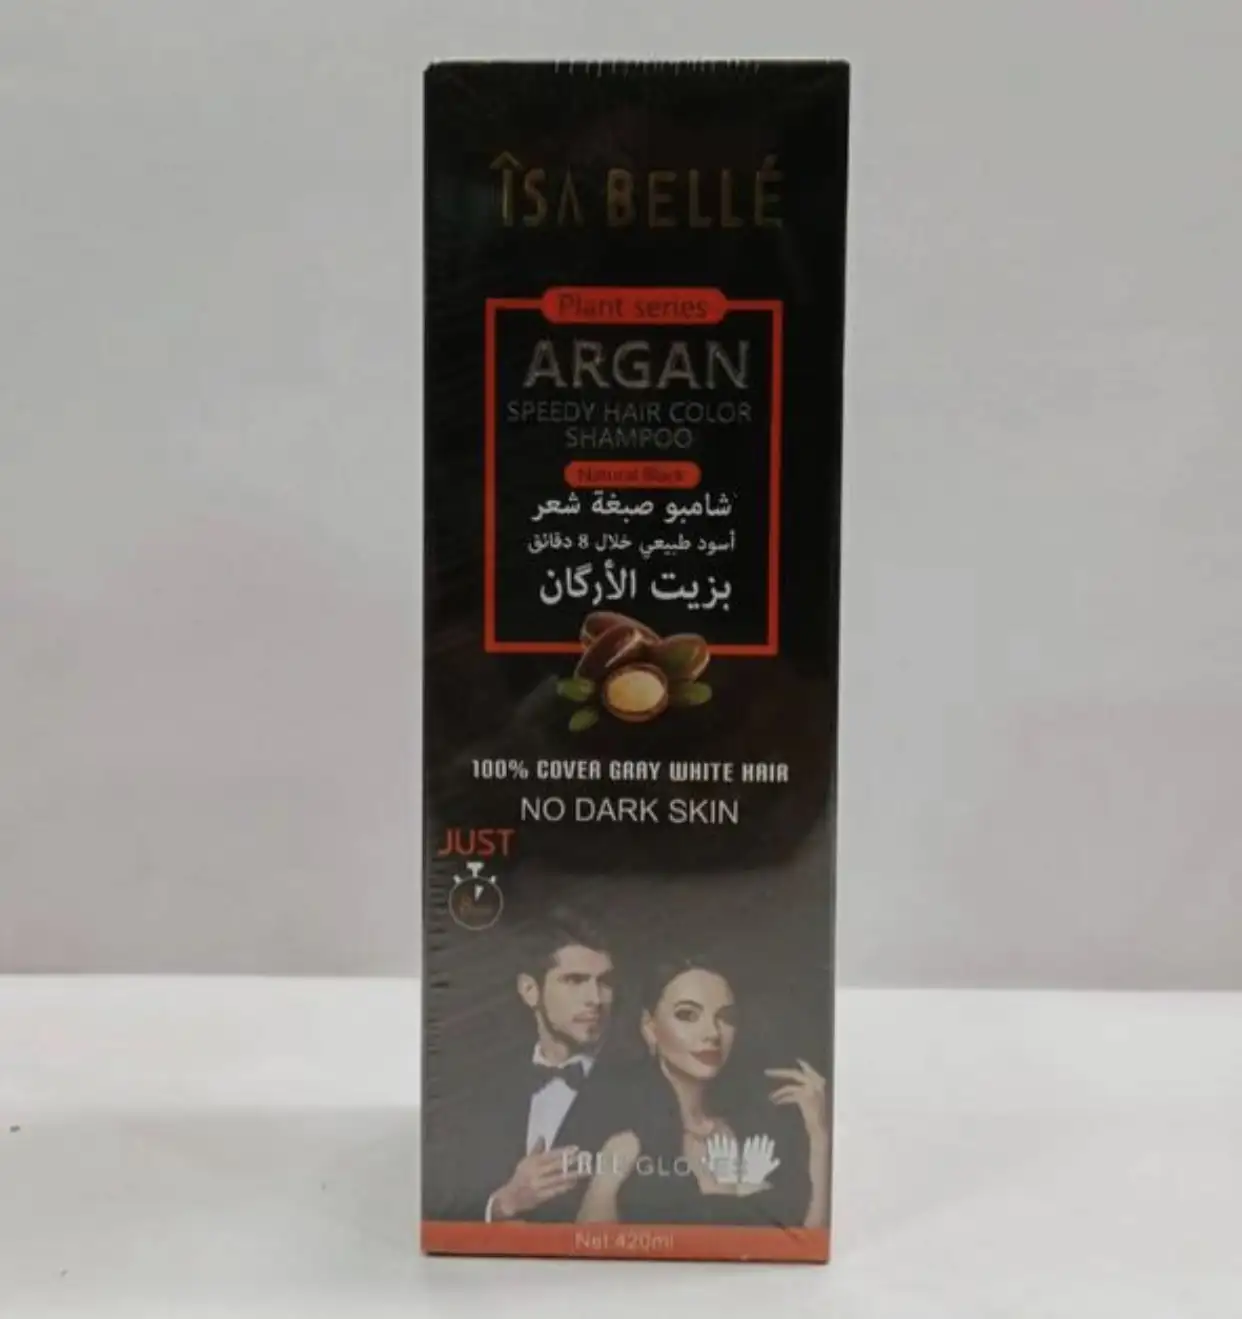 ÎSA BELLÉ
Plant series
ARGAN
SPEEDY HAIR COLOR
SHAMPOO
Natural Black
شامبو صبغة شعر
أسود طبيعي خلال 8 دقائق
بزيت الأرگان
100% COVER GRAY WHITE HAIR
NO DARK SKIN
JUST
FREE
Net 420ml